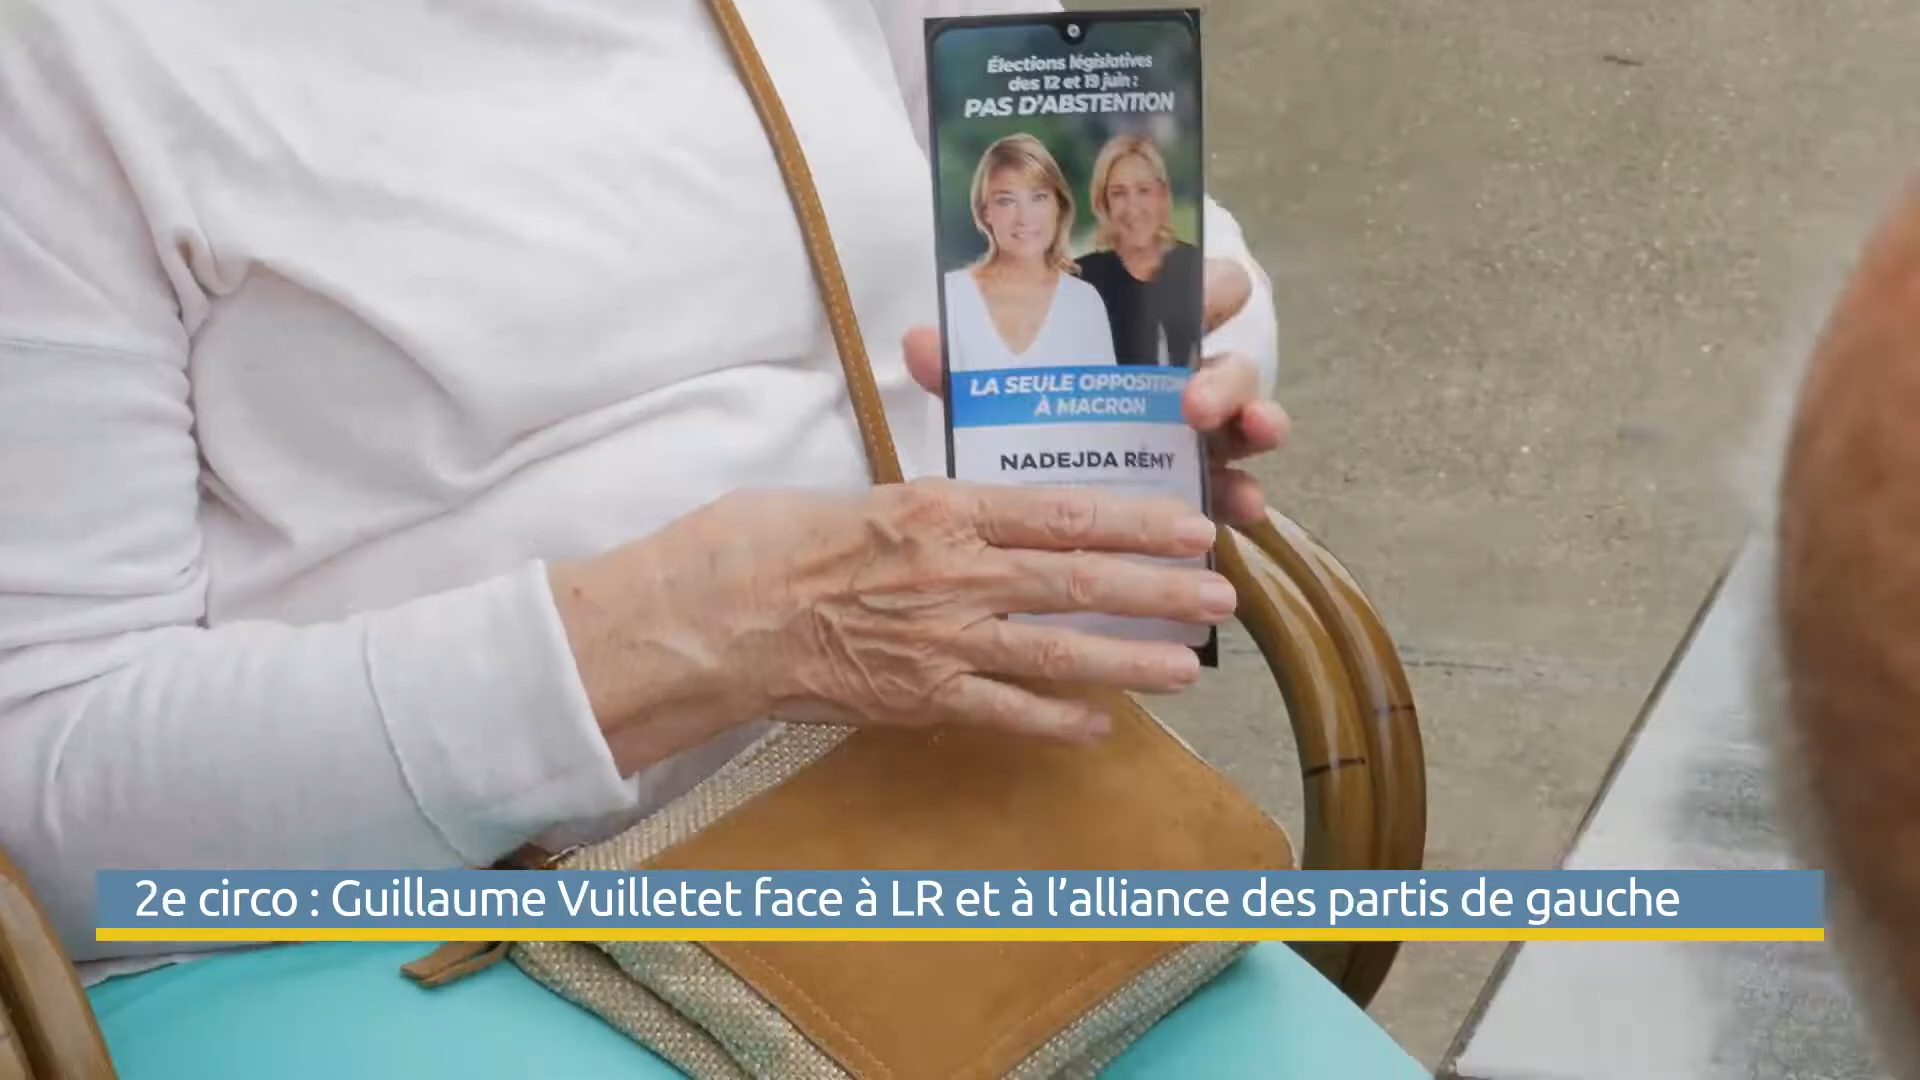 Élections législatives
des 12 et 19 juin :
PAS D'ABSTENTION
LA SEULE OPPOSITION
À MACRON
NADEJDA RÉMY
2e circo : Guillaume Vuilletet face à LR et à l’alliance des partis de gauche